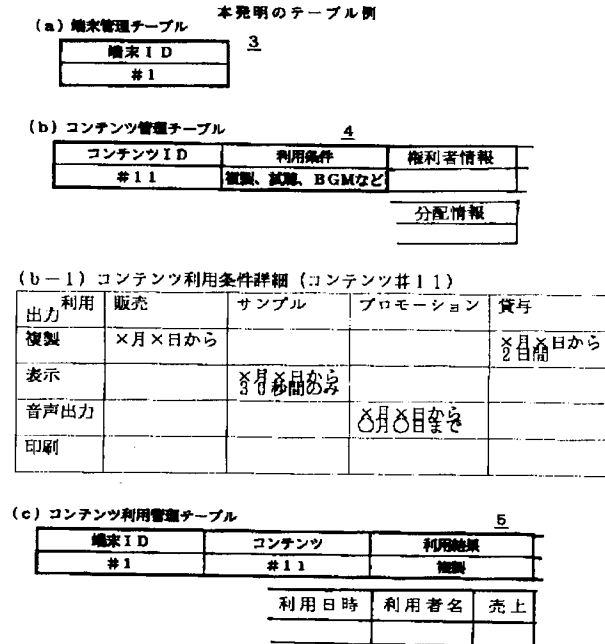 本発明のテーブル例
(a) 端末管理テーブル
3
端末ID
#1
(b) コンテンツ管理テーブル
4
コンテンツID 利用条件 権利者情報
#11 複製、試聴、BGMなど
分配情報
(b-1) コンテンツ利用条件詳細 (コンテンツ#11)
利用 販売 サンプル プロモーション 貸与
出力
複製 ×月×日から ×月×日から
2日間
表示 ×月×日から
30秒間のみ
音声出力 ×月×日から
○月○日まで
印刷
(c) コンテンツ利用管理テーブル
5
端末ID コンテンツ 利用結果
#1 #11 複製
利用日時 利用者名 売上